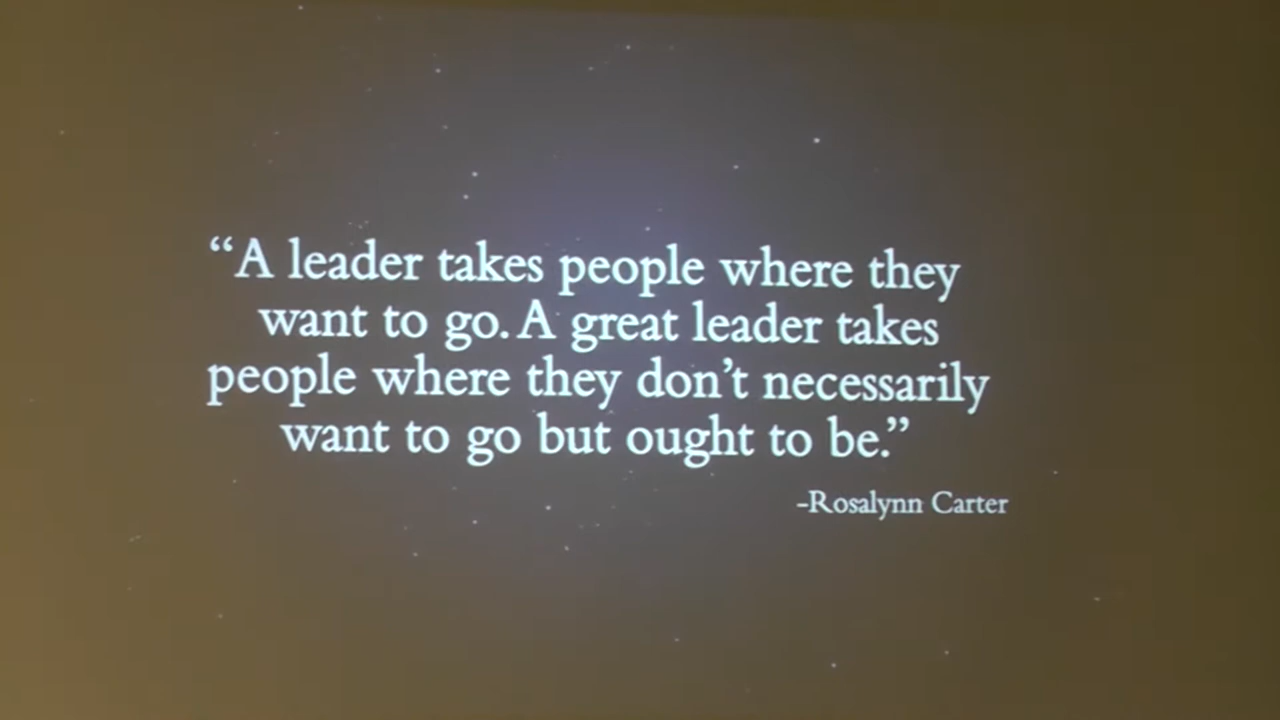 “A leader takes people where they
want to go. A great leader takes
people where they don’t necessarily
want to go but ought to be.”
-Rosalynn Carter